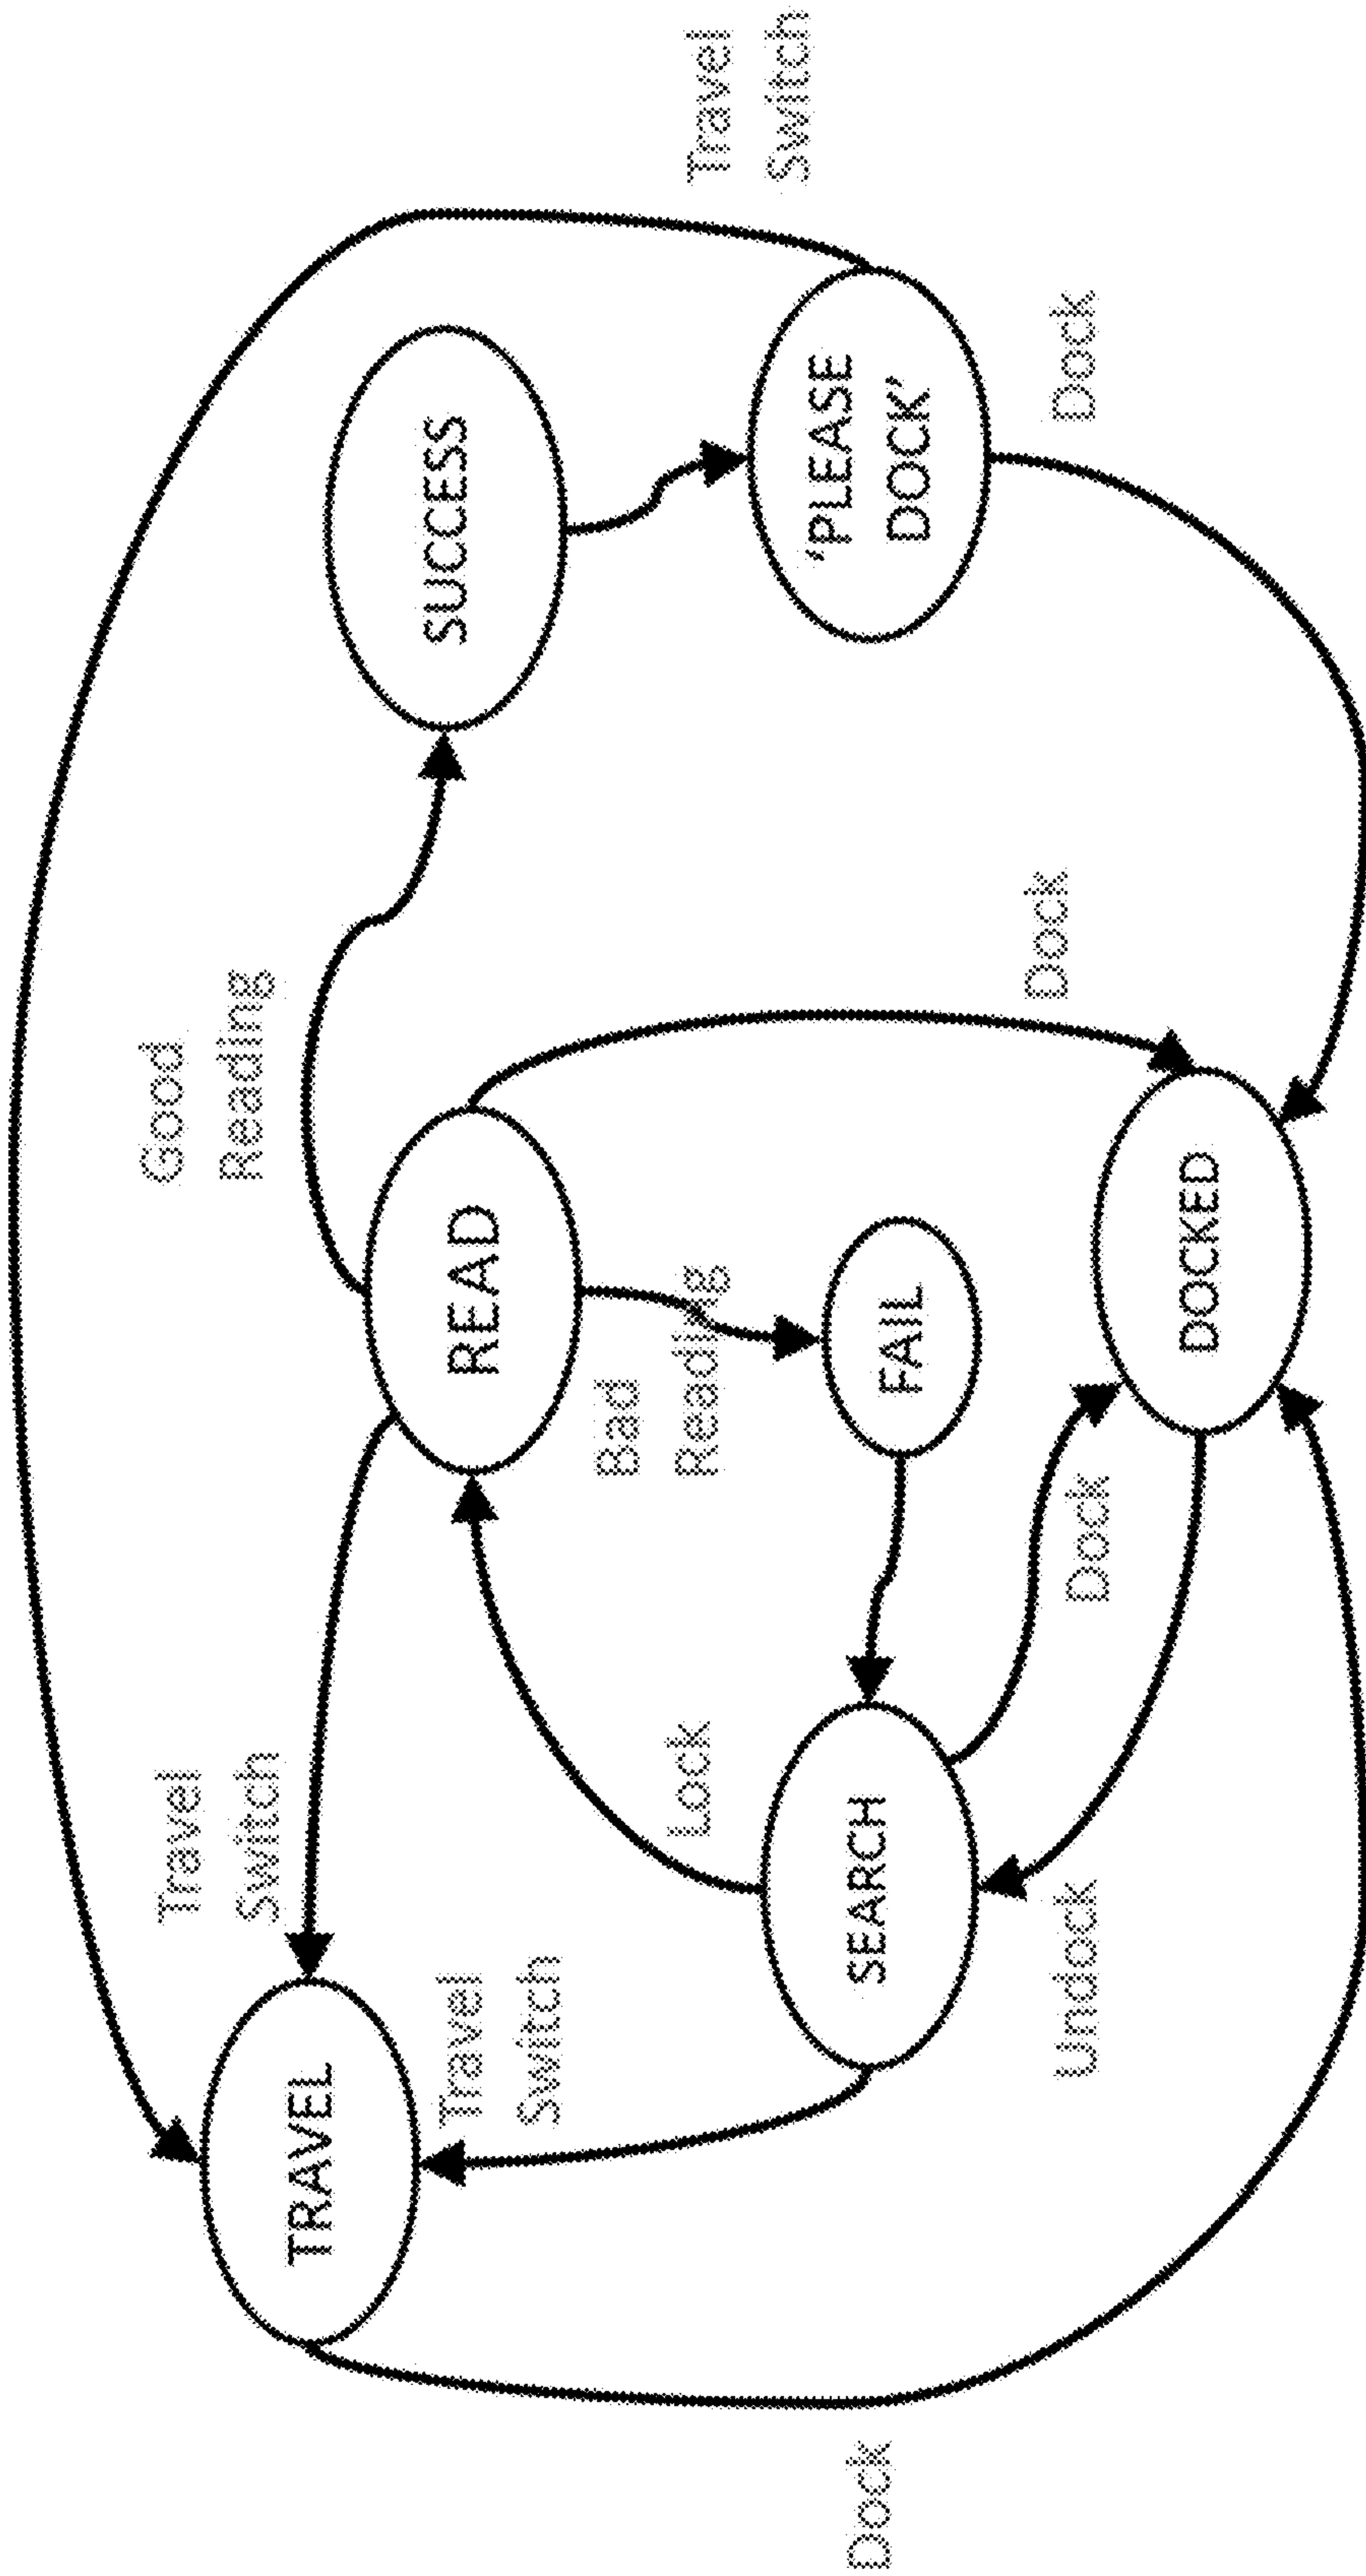 Travel
Switch
Good
Reading
TRAVEL
SUCCESS
Travel
Switch
READ
Bad
Reading
Lock
Travel
Switch
'PLEASE
DOCK'
Dock
SEARCH
FAIL
Undock
Dock
Dock
Dock
DOCKED